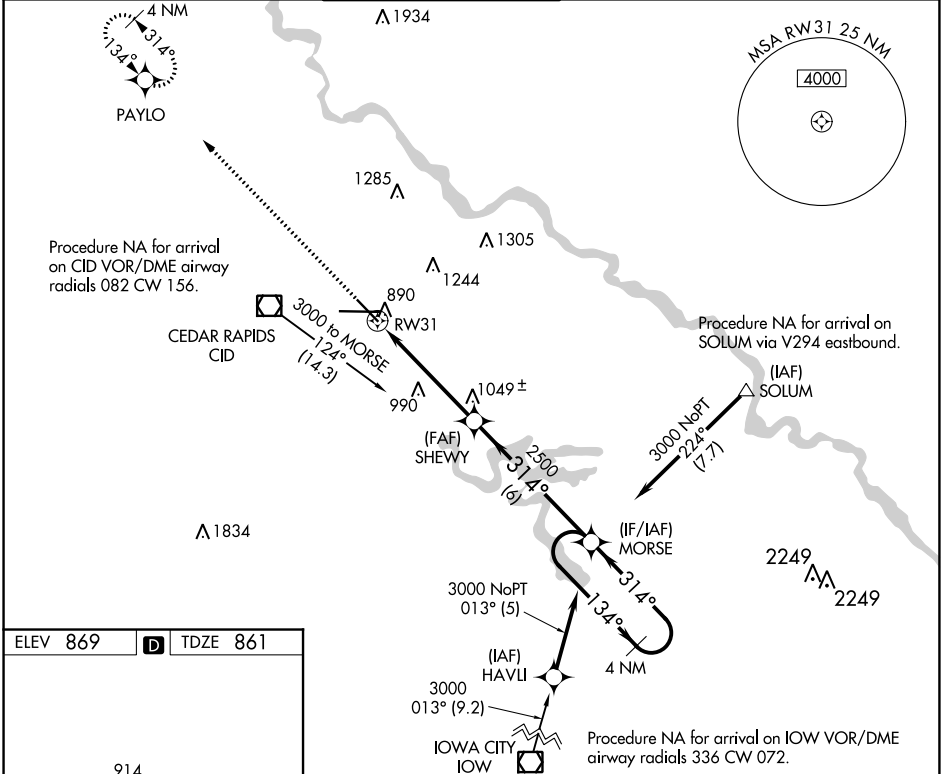 4 NM
314°
134°
PAYLO
1934
MSA RW31 25 NM
4000
1285
1305
1244
890
RW31
Procedure NA for arrival
on CID VOR/DME airway
radials 082 CW 156.
CEDAR RAPIDS
CID
3000 to MORSE
124°
(14.3)
Procedure NA for arrival on
SOLUM via V294 eastbound.
(IAF)
SOLUM
3000 NoPT
224°
(7.7)
990
1049±
(FAF)
SHEWY
2500
314°
(6)
1834
(IF/IAF)
MORSE
2249
2249
314°
134°
4 NM
3000 NoPT
013° (5)
(IAF)
HAVLI
3000
013° (9.2)
IOWA CITY
IOW
Procedure NA for arrival on IOW VOR/DME
airway radials 336 CW 072.
ELEV 869 D TDZE 861
914